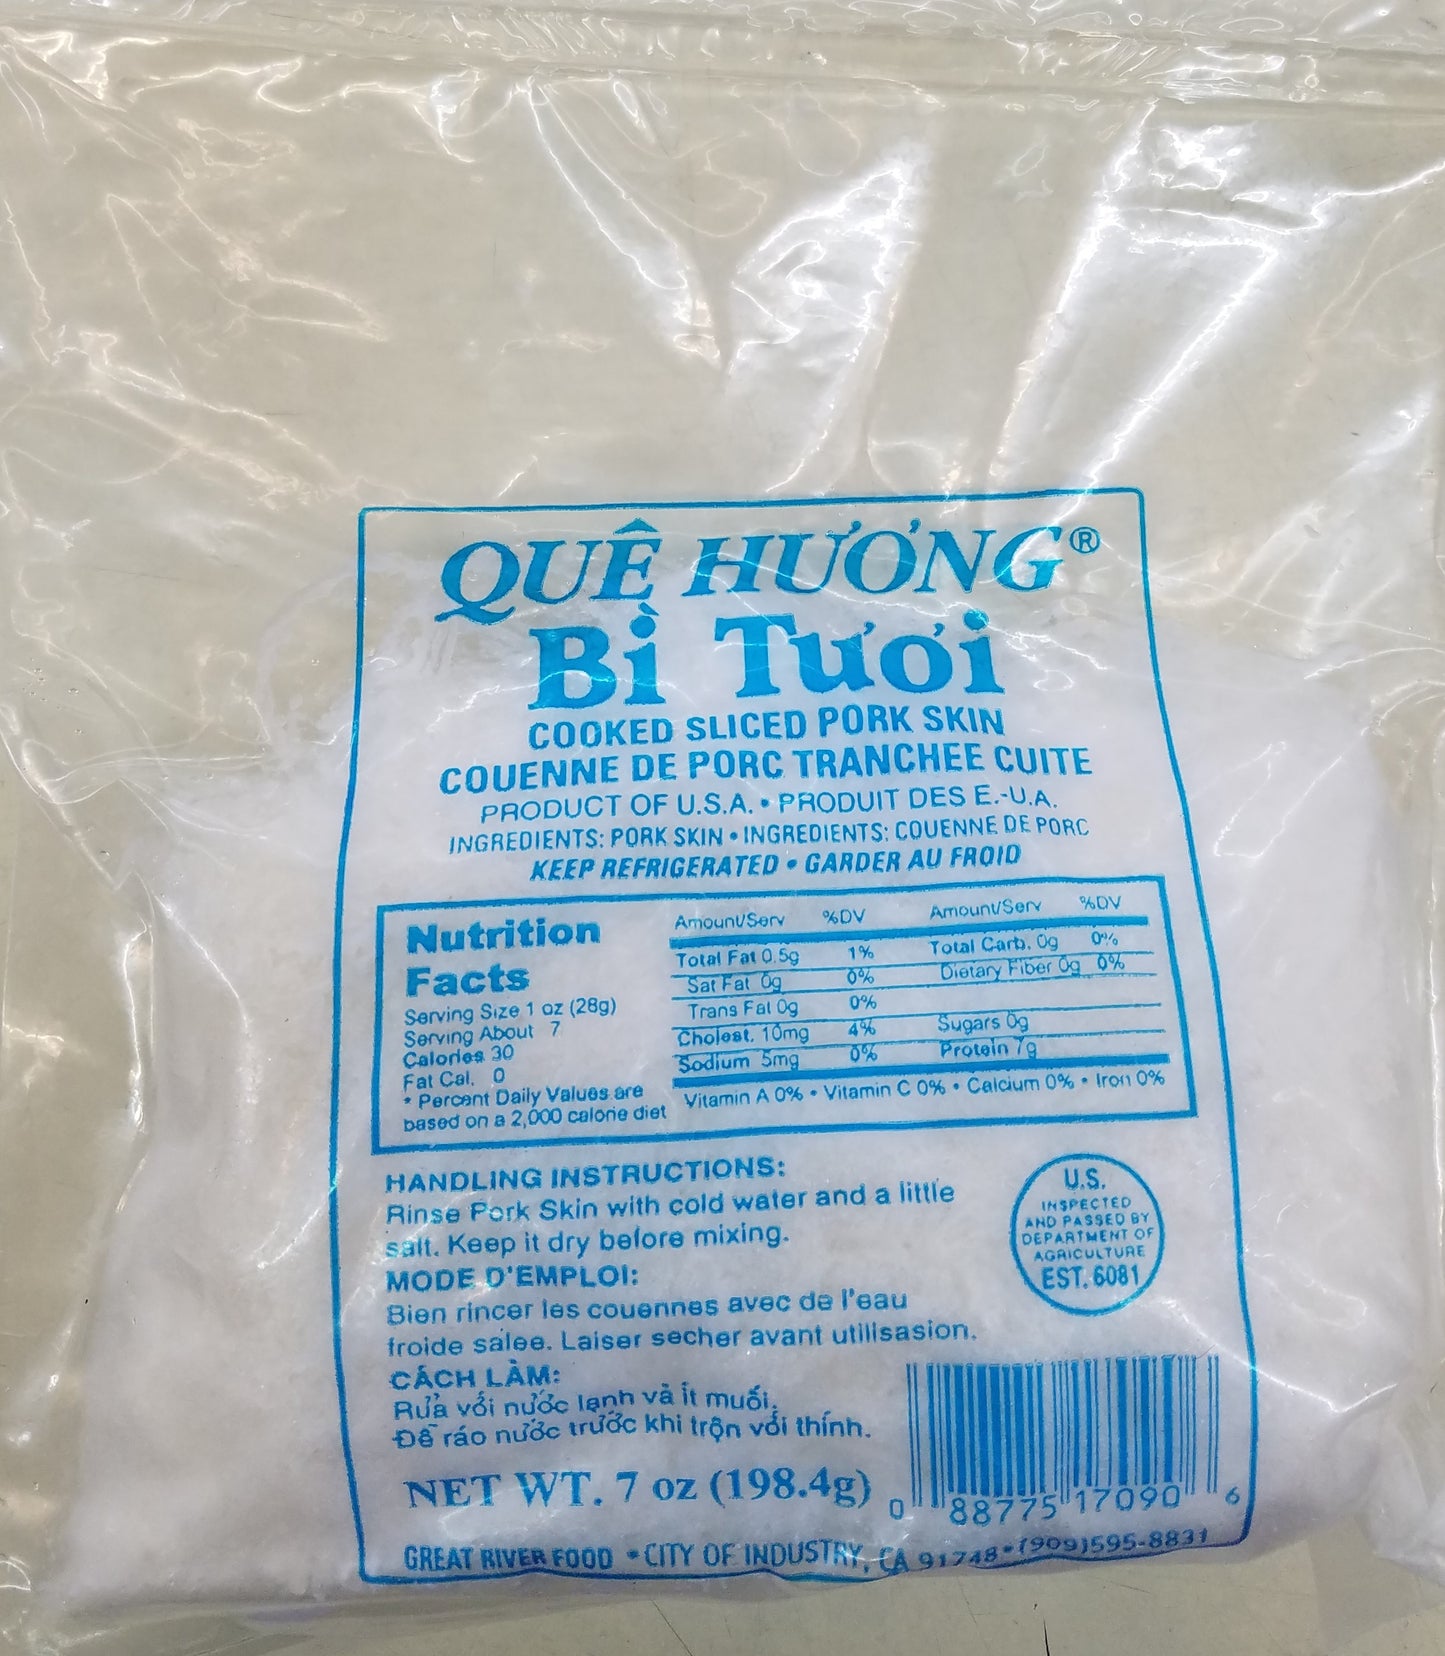 QUÊ HƯƠNG®
Bì Tươi
COOKED SLICED PORK SKIN
COUENNE DE PORC TRANCHEE CUITE
PRODUCT OF U.S.A. • PRODUIT DES E.-U.A.
INGREDIENTS: PORK SKIN • INGREDIENTS: COUENNE DE PORC
KEEP REFRIGERATED • GARDER AU FROID
Nutrition
Facts
Serving Size 1 oz (28g)
Serving About 7
Calories 30
Fat Cal. 0
* Percent Daily Values are
based on a 2,000 calorie diet
Amount/Serv %DV Amount/Serv %DV
Total Fat 0.5g 1% Total Carb. 0g 0%
Sat Fat 0g 0% Dietary Fiber 0g 0%
Trans Fat 0g 0%
Cholest. 10mg 4% Sugars 0g
Sodium 5mg 0% Protein 7g
Vitamin A 0% • Vitamin C 0% • Calcium 0% • Iron 0%
HANDLING INSTRUCTIONS:
Rinse Pork Skin with cold water and a little
salt. Keep it dry before mixing.
MODE D'EMPLOI:
Bien rincer les couennes avec de l'eau
froide salee. Laiser secher avant utilisasion.
CÁCH LÀM:
Rửa với nước lạnh và ít muối.
Để ráo nước trước khi trộn với thính.
U.S.
INSPECTED
AND PASSED BY
DEPARTMENT OF
AGRICULTURE
EST. 6081
NET WT. 7 oz (198.4g)
0 88775 17090 6
GREAT RIVER FOOD • CITY OF INDUSTRY, CA 91748 • (909)595-8831